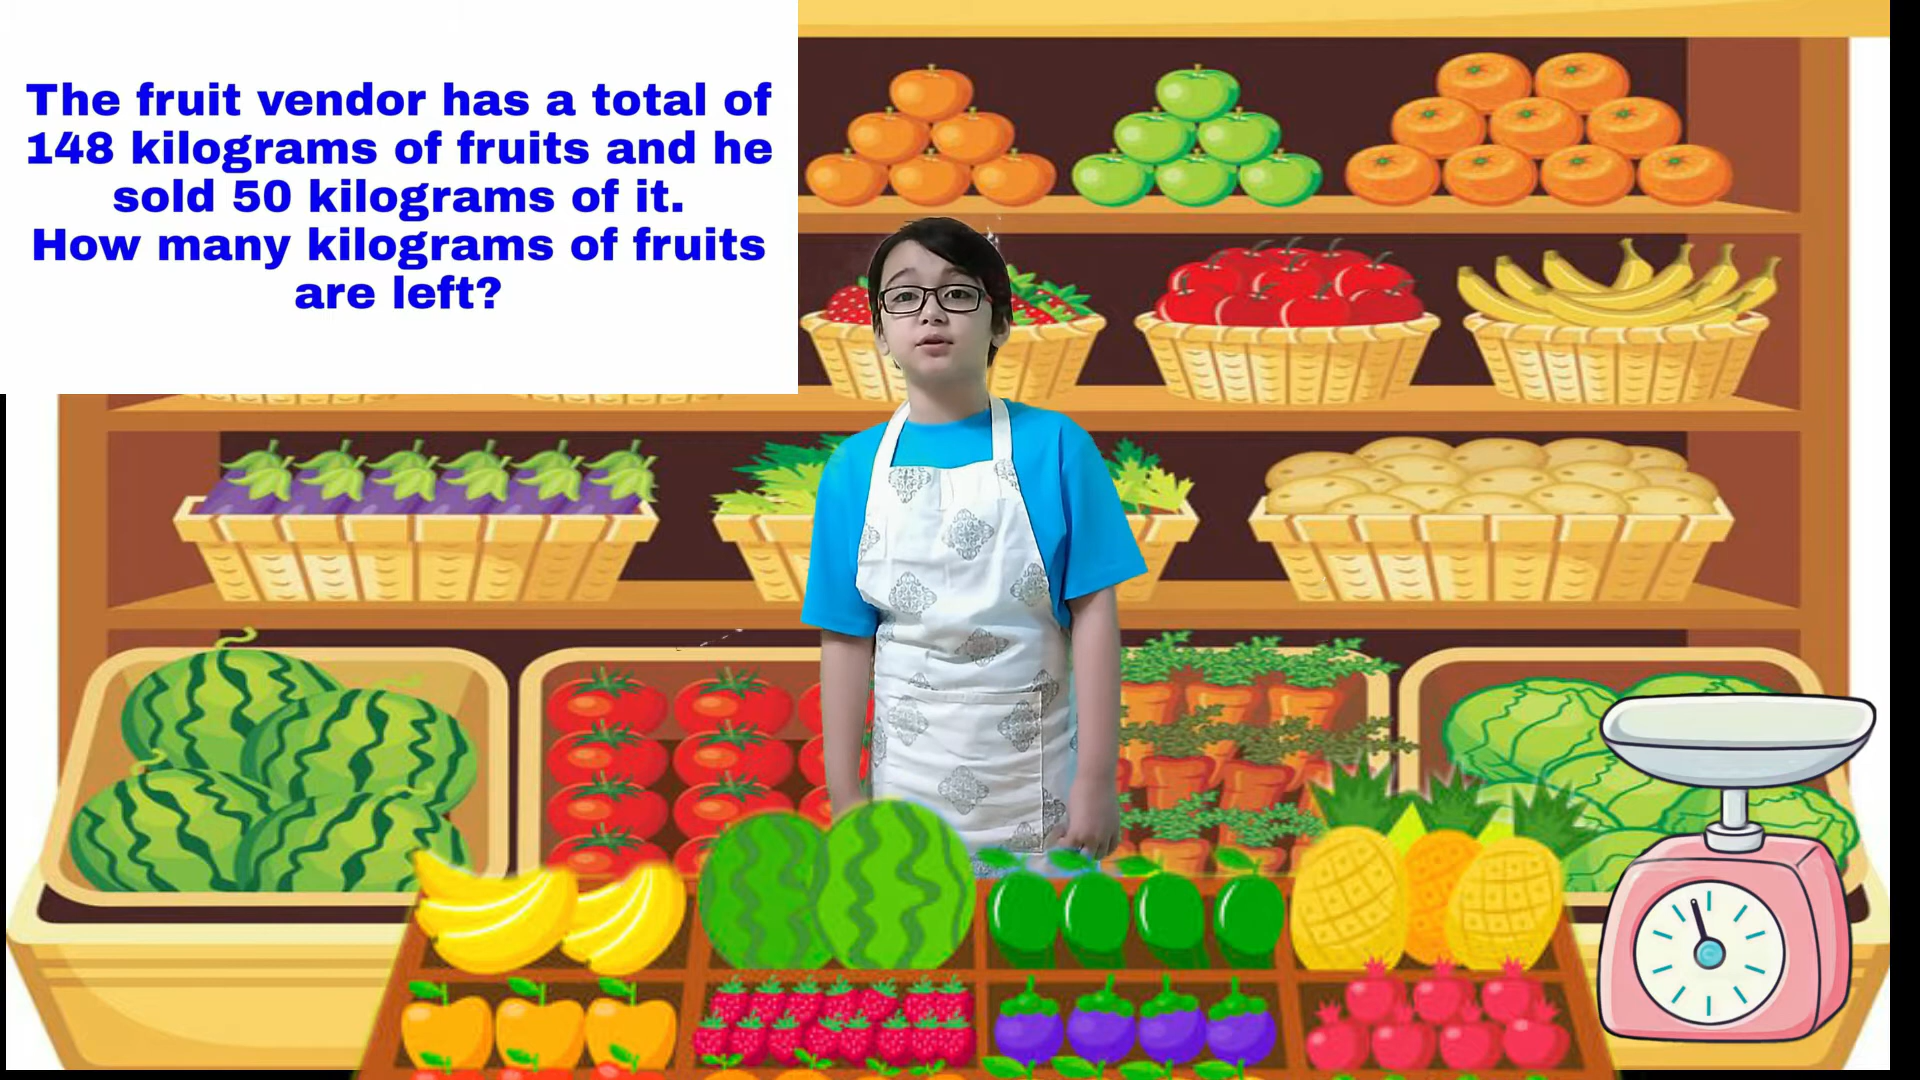 The fruit vendor has a total of
148 kilograms of fruits and he
sold 50 kilograms of it.
How many kilograms of fruits
are left?